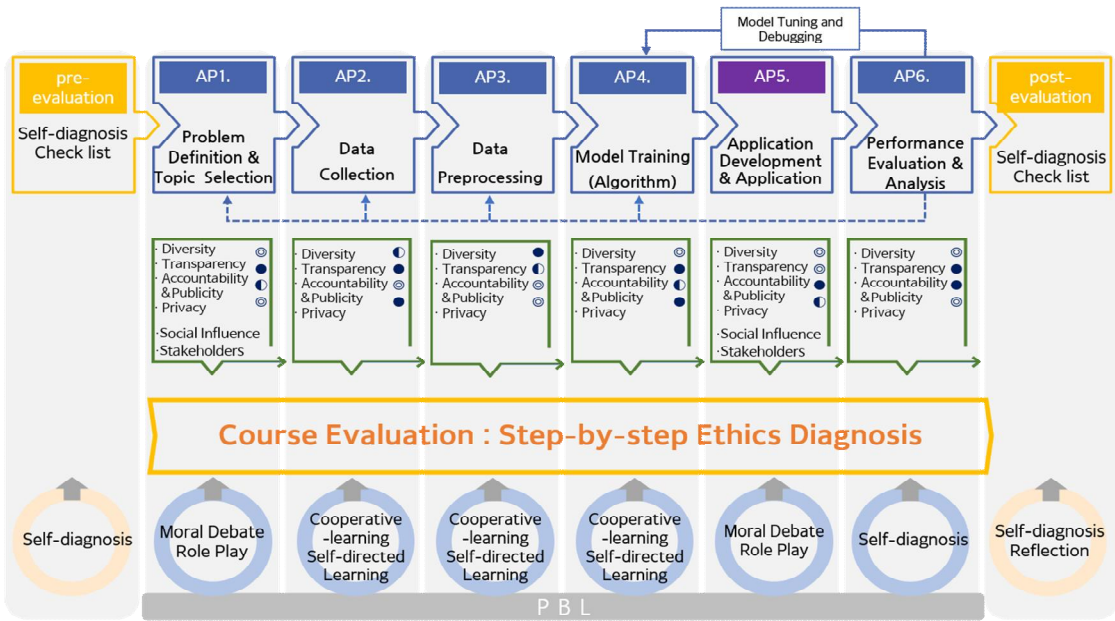 Model Tuning and
Debugging
pre-
evaluation
Self-diagnosis
Check list
AP1.
Problem
Definition &
Topic Selection
AP2.
Data
Collection
AP3.
Data
Preprocessing
AP4.
Model Training
(Algorithm)
AP5.
Application
Development
& Application
AP6.
Performance
Evaluation &
Analysis
post-
evaluation
Self-diagnosis
Check list
· Diversity
· Transparency
· Accountability
& Publicity
· Privacy
·Social Influence
·Stakeholders
· Diversity
· Transparency
· Accountability
& Publicity
· Privacy
· Diversity
· Transparency
· Accountability
& Publicity
· Privacy
· Diversity
· Transparency
· Accountability
& Publicity
· Privacy
· Diversity
· Transparency
· Accountability
& Publicity
· Privacy
·Social Influence
·Stakeholders
· Diversity
· Transparency
· Accountability
& Publicity
· Privacy
Course Evaluation : Step-by-step Ethics Diagnosis
Self-diagnosis
Moral Debate
Role Play
Cooperative
-learning
Self-directed
Learning
Cooperative
-learning
Self-directed
Learning
Cooperative
-learning
Self-directed
Learning
Moral Debate
Role Play
Self-diagnosis
Self-diagnosis
Reflection
PBL